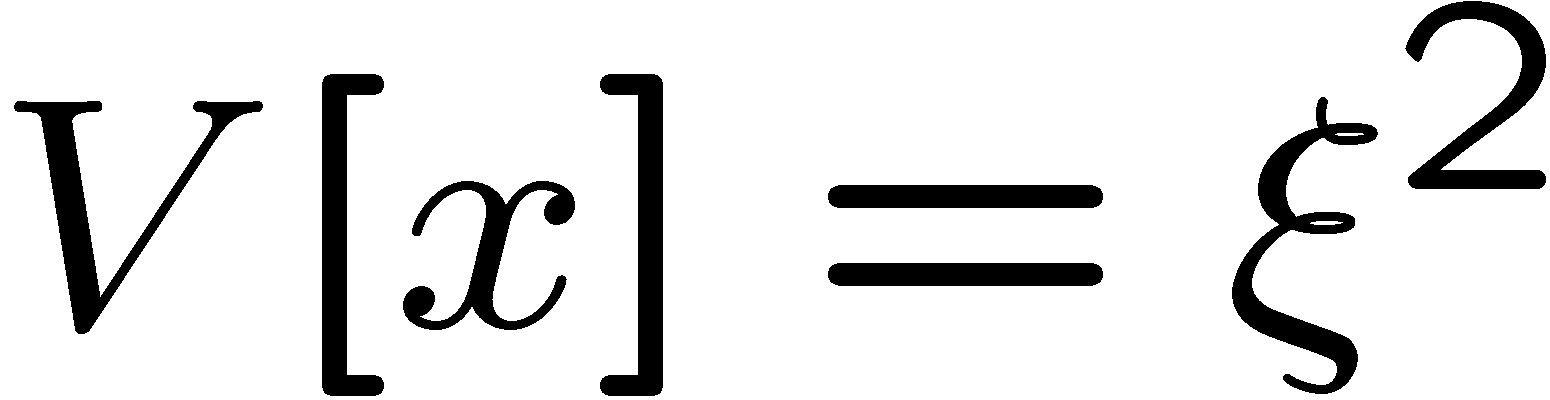 V[x] = ξ²